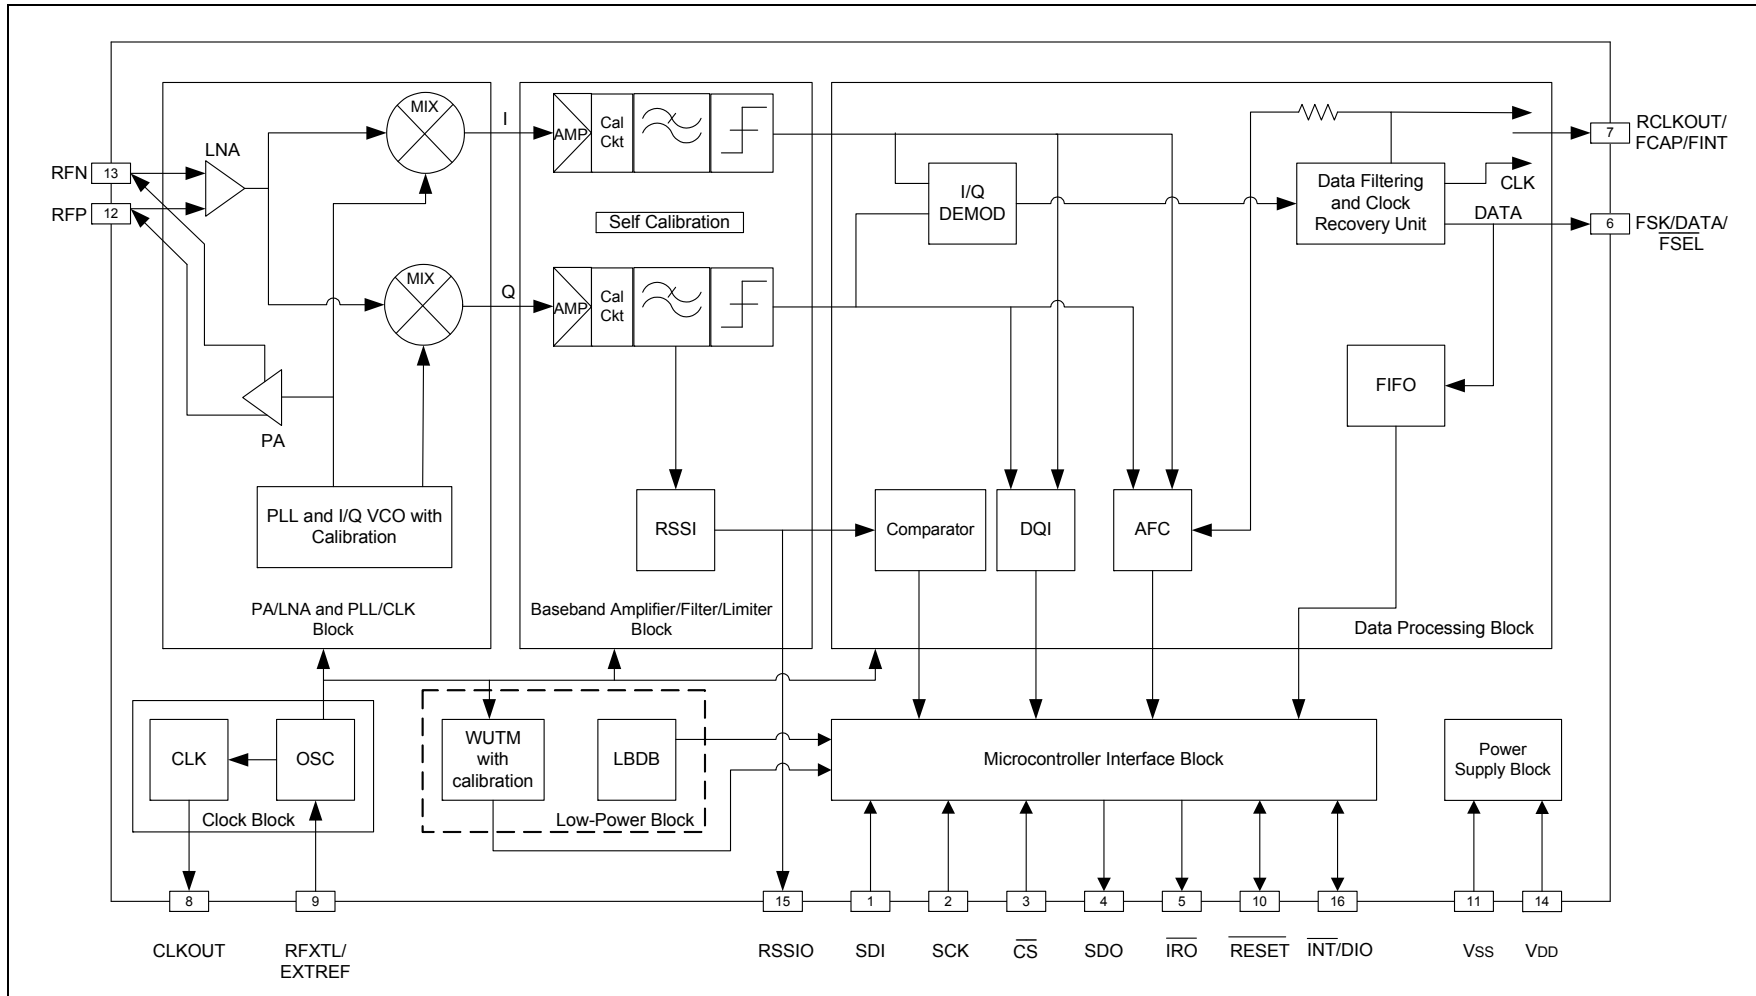 MIX
I
AMP
Cal
Ckt
7
RCLKOUT/
FCAP/FINT
LNA
RFN
13
RFP
12
I/Q
DEMOD
Data Filtering
and Clock
Recovery Unit
CLK
DATA
6
FSK/DATA/
FSEL
Self Calibration
MIX
Q
AMP
Cal
Ckt
FIFO
PA
PLL and I/Q VCO with
Calibration
RSSI
Comparator
DQI
AFC
PA/LNA and PLL/CLK
Block
Baseband Amplifier/Filter/Limiter
Block
Data Processing Block
CLK
OSC
Clock Block
WUTM
with
calibration
LBDB
Low-Power Block
Microcontroller Interface Block
Power
Supply Block
8
9
15
1
2
3
4
5
10
16
11
14
CLKOUT
RFXTL/
EXTREF
RSSIO
SDI
SCK
CS
SDO
IRO
RESET
INT/DIO
VSS
VDD